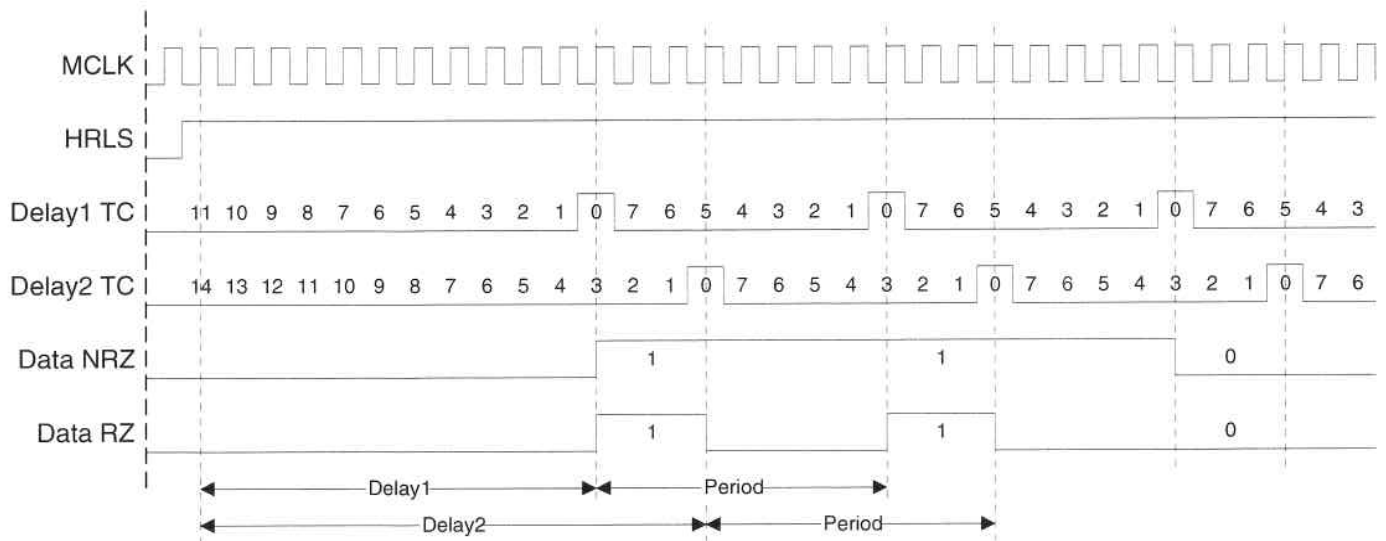 MCLK
HRLS
Delay1 TC 11 10 9 8 7 6 5 4 3 2 1 0 7 6 5 4 3 2 1 0 7 6 5 4 3 2 1 0 7 6 5 4 3
Delay2 TC 14 13 12 11 10 9 8 7 6 5 4 3 2 1 0 7 6 5 4 3 2 1 0 7 6 5 4 3 2 1 0 7 6
Data NRZ 1 1 0
Data RZ 1 1 0
Delay1 Period
Delay2 Period